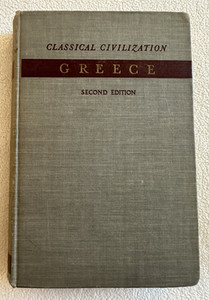 CLASSICAL CIVILIZATION
GREECE
SECOND EDITION